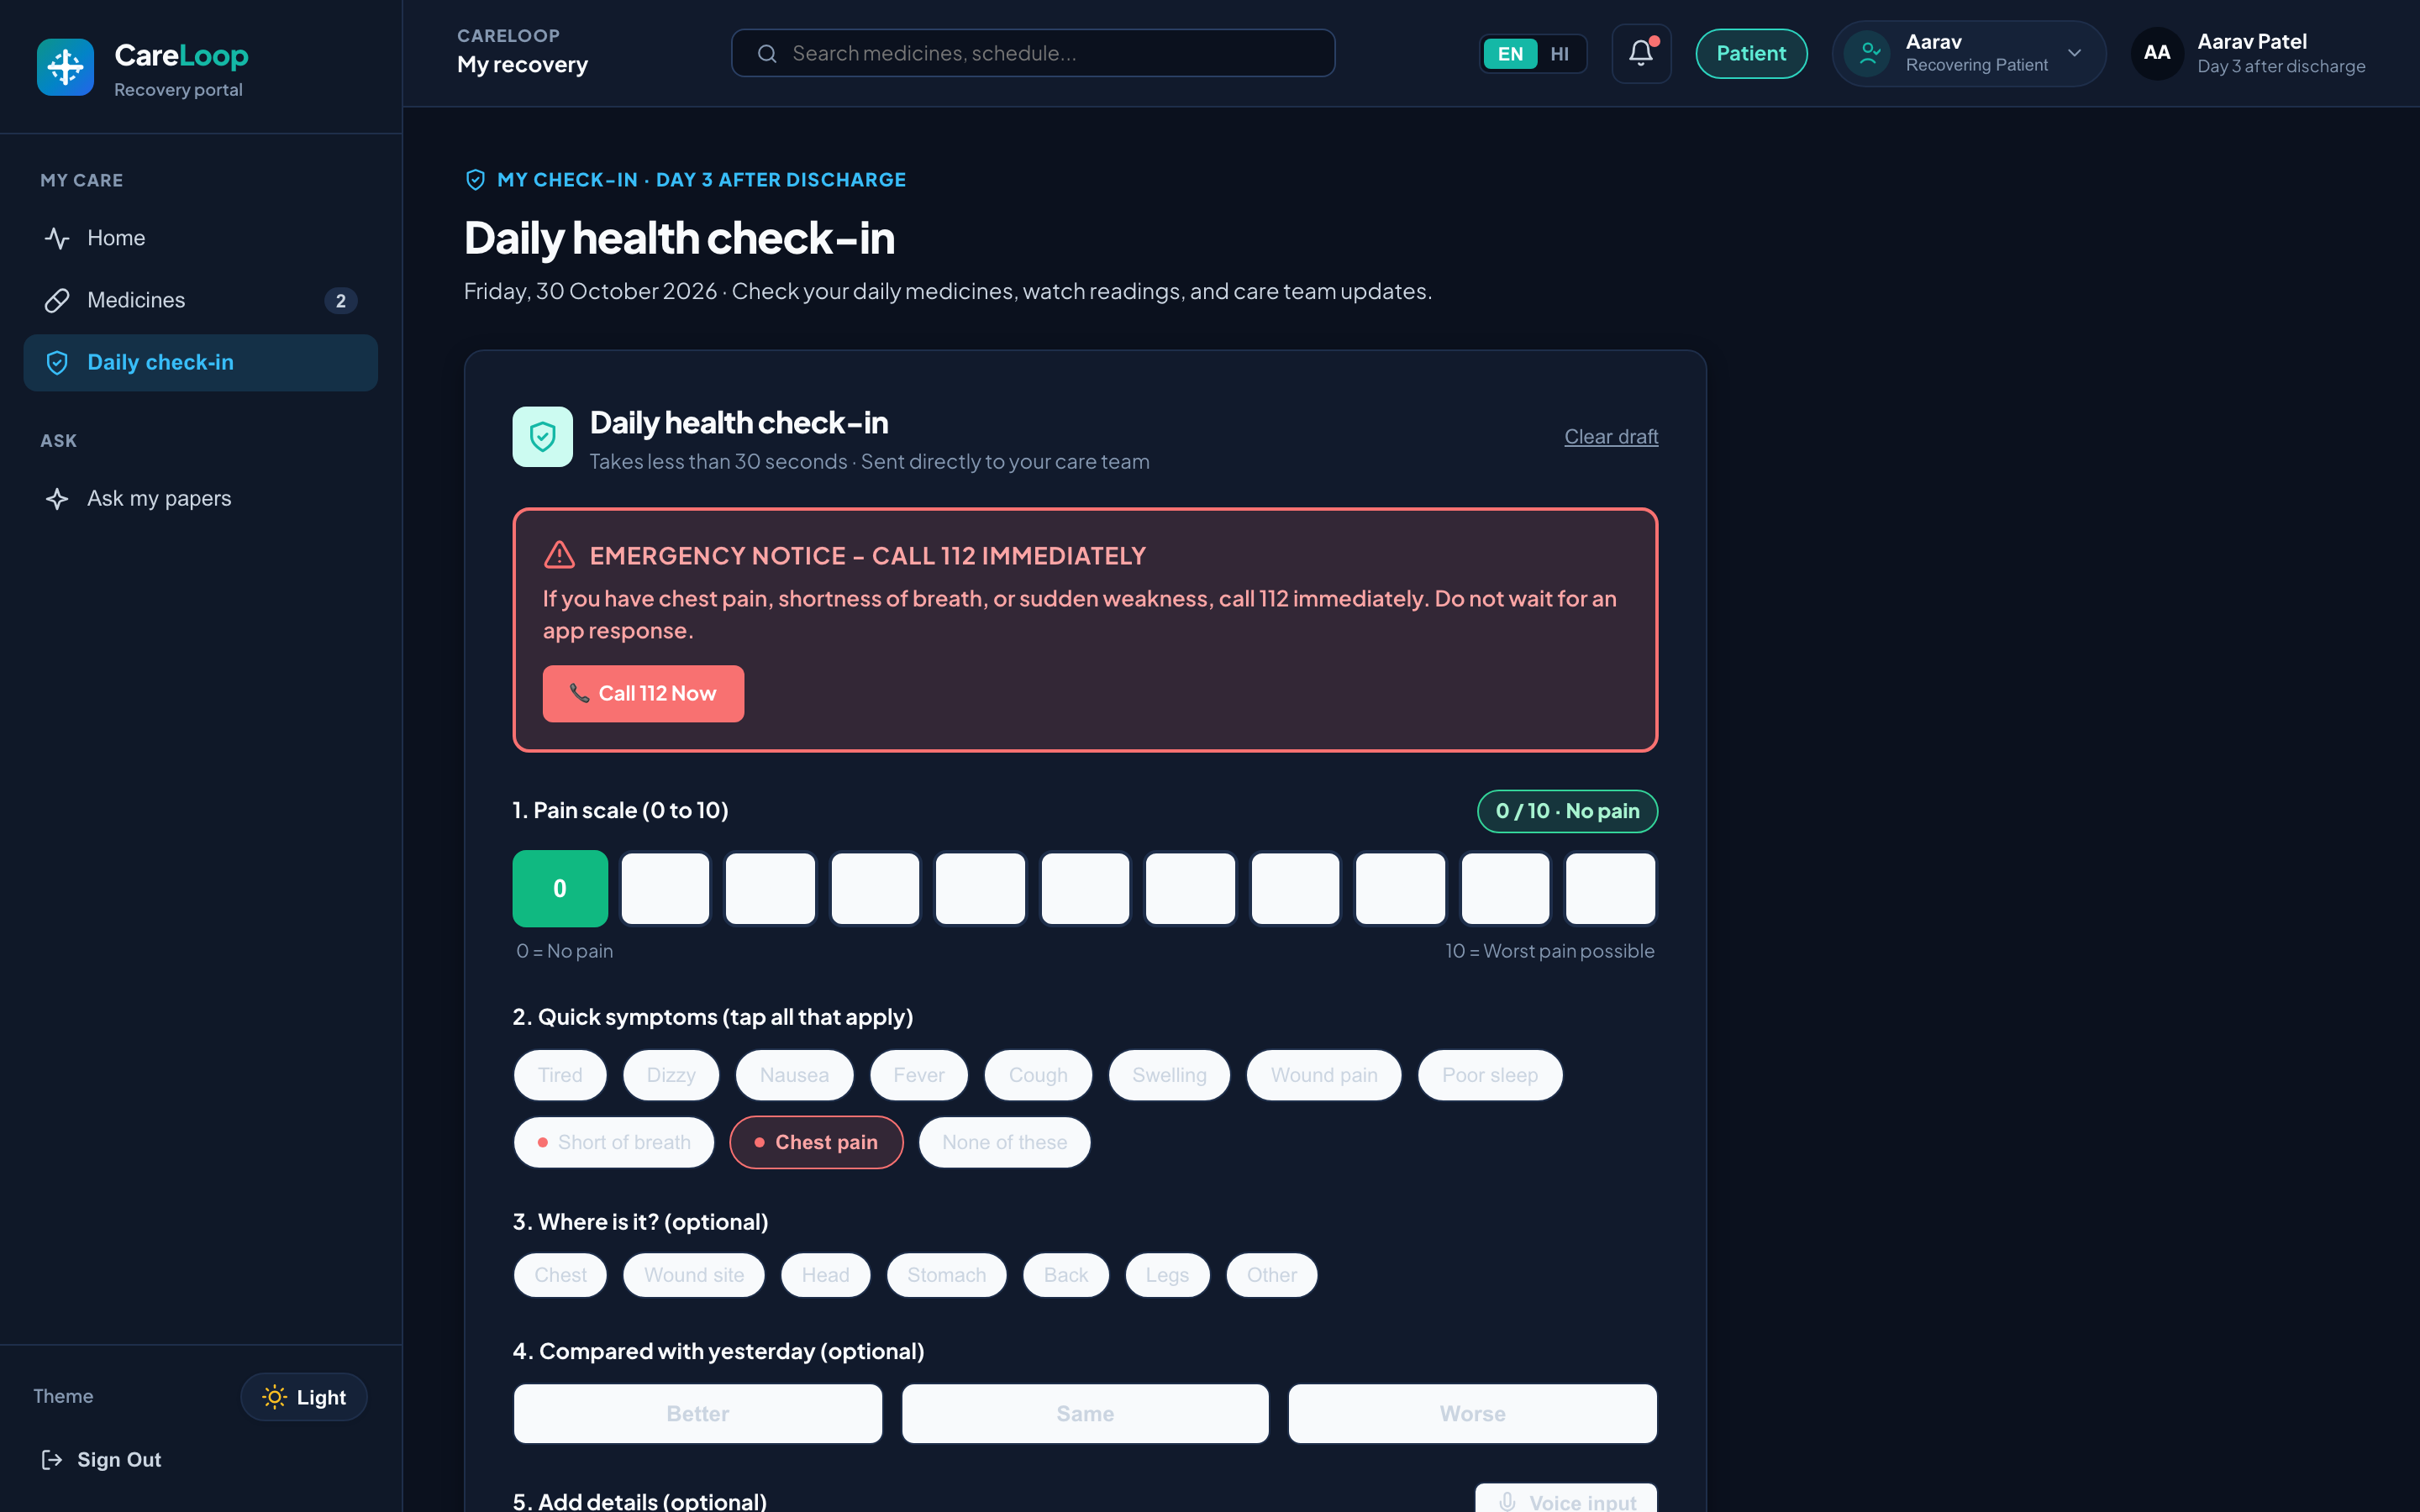 CareLoop
Recovery portal
MY CARE
Home
Medicines
2
Daily check-in
ASK
Ask my papers
Theme
Light
Sign Out
CARELOOP
My recovery
Search medicines, schedule...
EN
HI
Patient
Aarav
Recovering Patient
AA
Aarav Patel
Day 3 after discharge
MY CHECK-IN · DAY 3 AFTER DISCHARGE
Daily health check-in
Friday, 30 October 2026 · Check your daily medicines, watch readings, and care team updates.
Daily health check-in
Takes less than 30 seconds · Sent directly to your care team
Clear draft
EMERGENCY NOTICE – CALL 112 IMMEDIATELY
If you have chest pain, shortness of breath, or sudden weakness, call 112 immediately. Do not wait for an
app response.
Call 112 Now
1. Pain scale (0 to 10)
0 / 10 · No pain
0
0 = No pain
10 = Worst pain possible
2. Quick symptoms (tap all that apply)
Tired
Dizzy
Nausea
Fever
Cough
Swelling
Wound pain
Poor sleep
Short of breath
Chest pain
None of these
3. Where is it? (optional)
Chest
Wound site
Head
Stomach
Back
Legs
Other
4. Compared with yesterday (optional)
Better
Same
Worse
5. Add details (optional)
Voice input